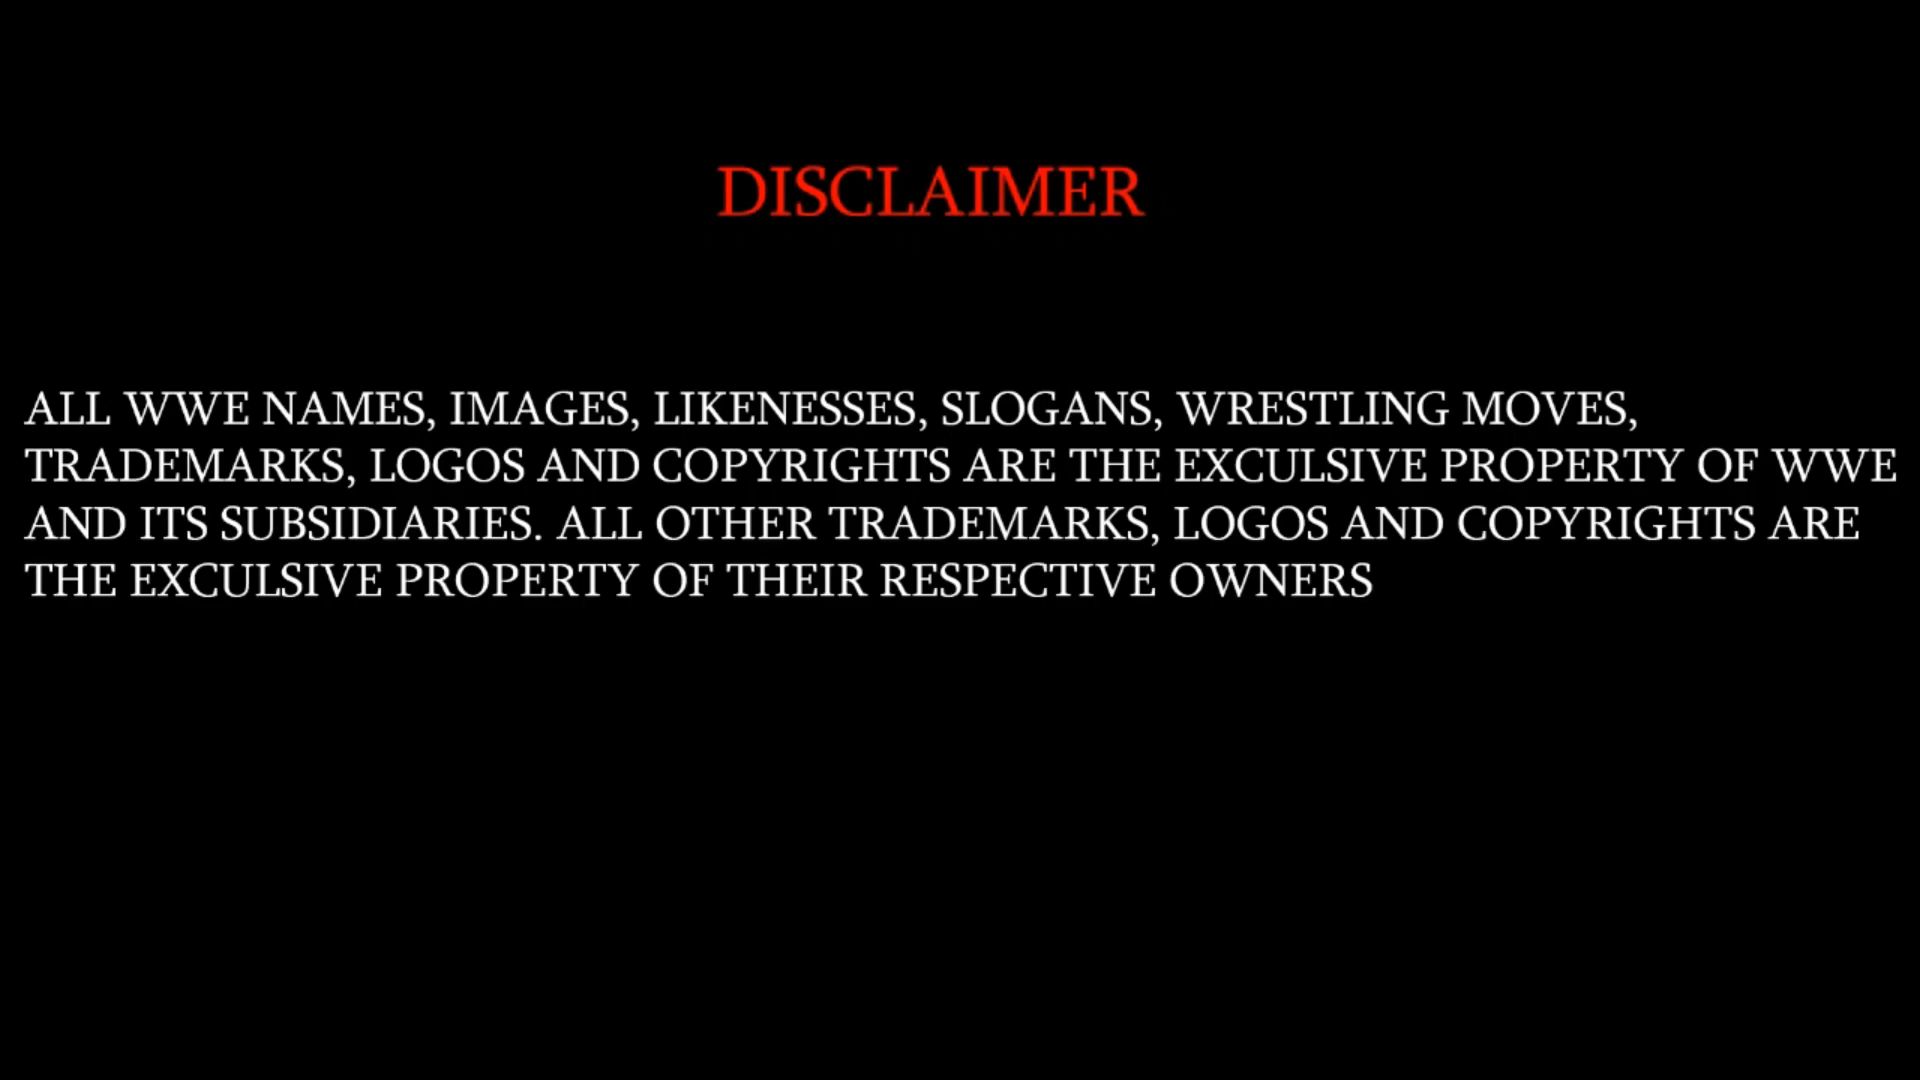 DISCLAIMER
ALL WWE NAMES, IMAGES, LIKENESSES, SLOGANS, WRESTLING MOVES,
TRADEMARKS, LOGOS AND COPYRIGHTS ARE THE EXCULSIVE PROPERTY OF WWE
AND ITS SUBSIDIARIES. ALL OTHER TRADEMARKS, LOGOS AND COPYRIGHTS ARE
THE EXCULSIVE PROPERTY OF THEIR RESPECTIVE OWNERS